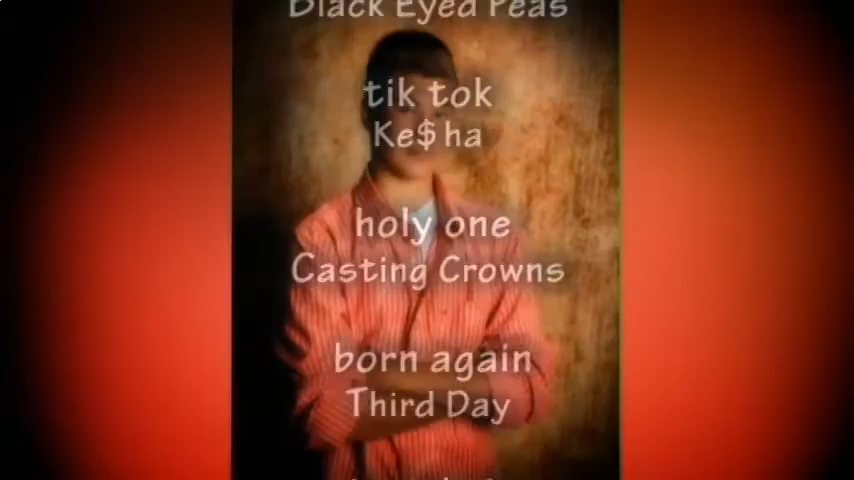 Black Eyed Peas
tik tok
Ke$ha
holy one
Casting Crowns
born again
Third Day